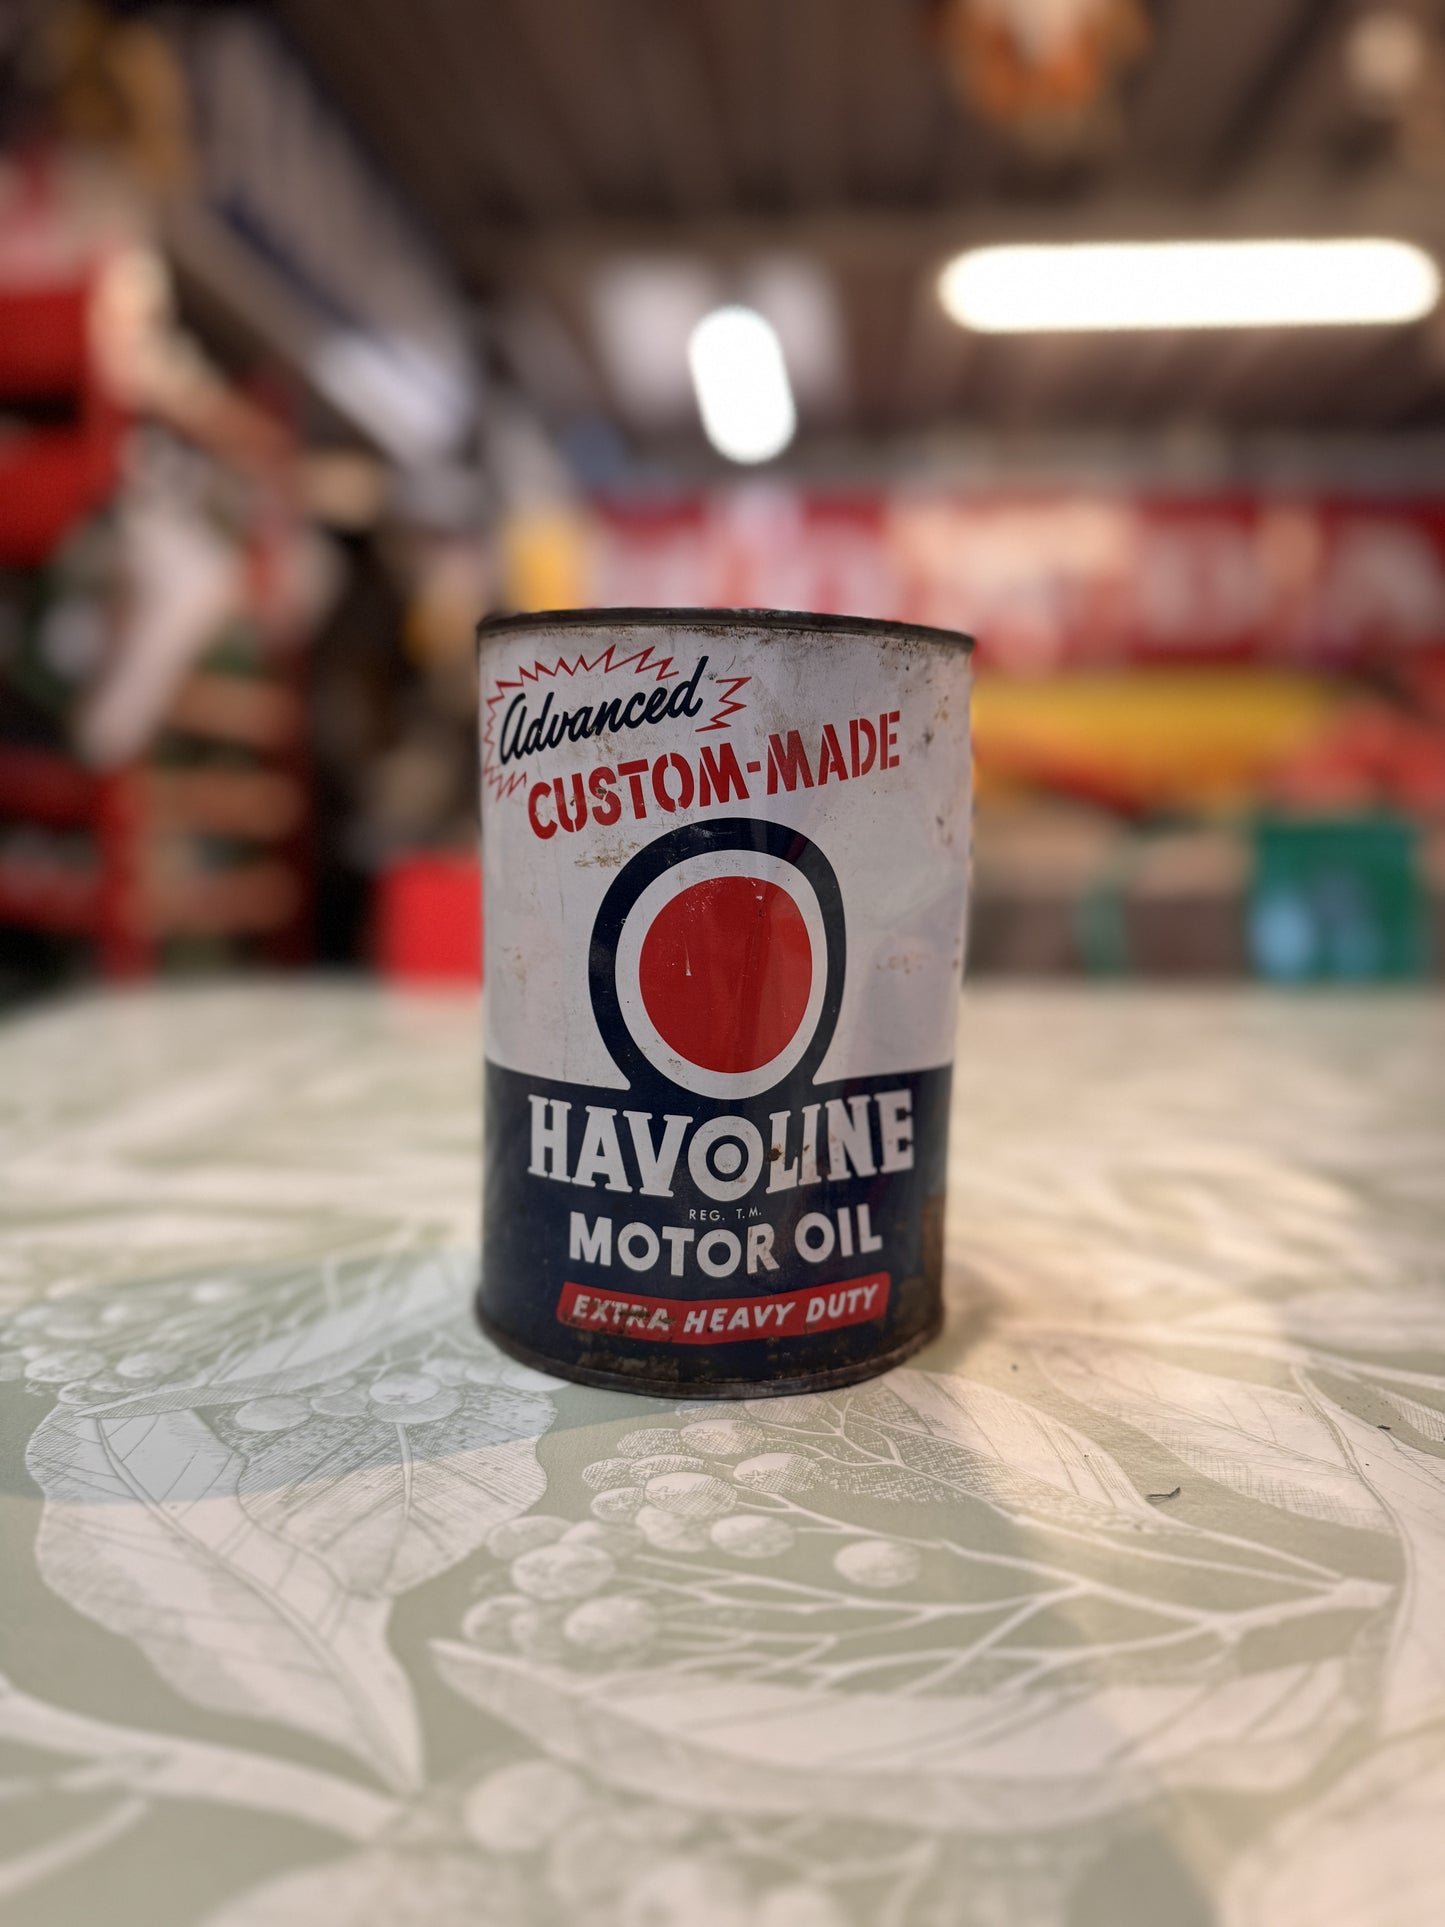 Advanced
CUSTOM-MADE
HAVOLINE
REG. T.M.
MOTOR OIL
EXTRA HEAVY DUTY